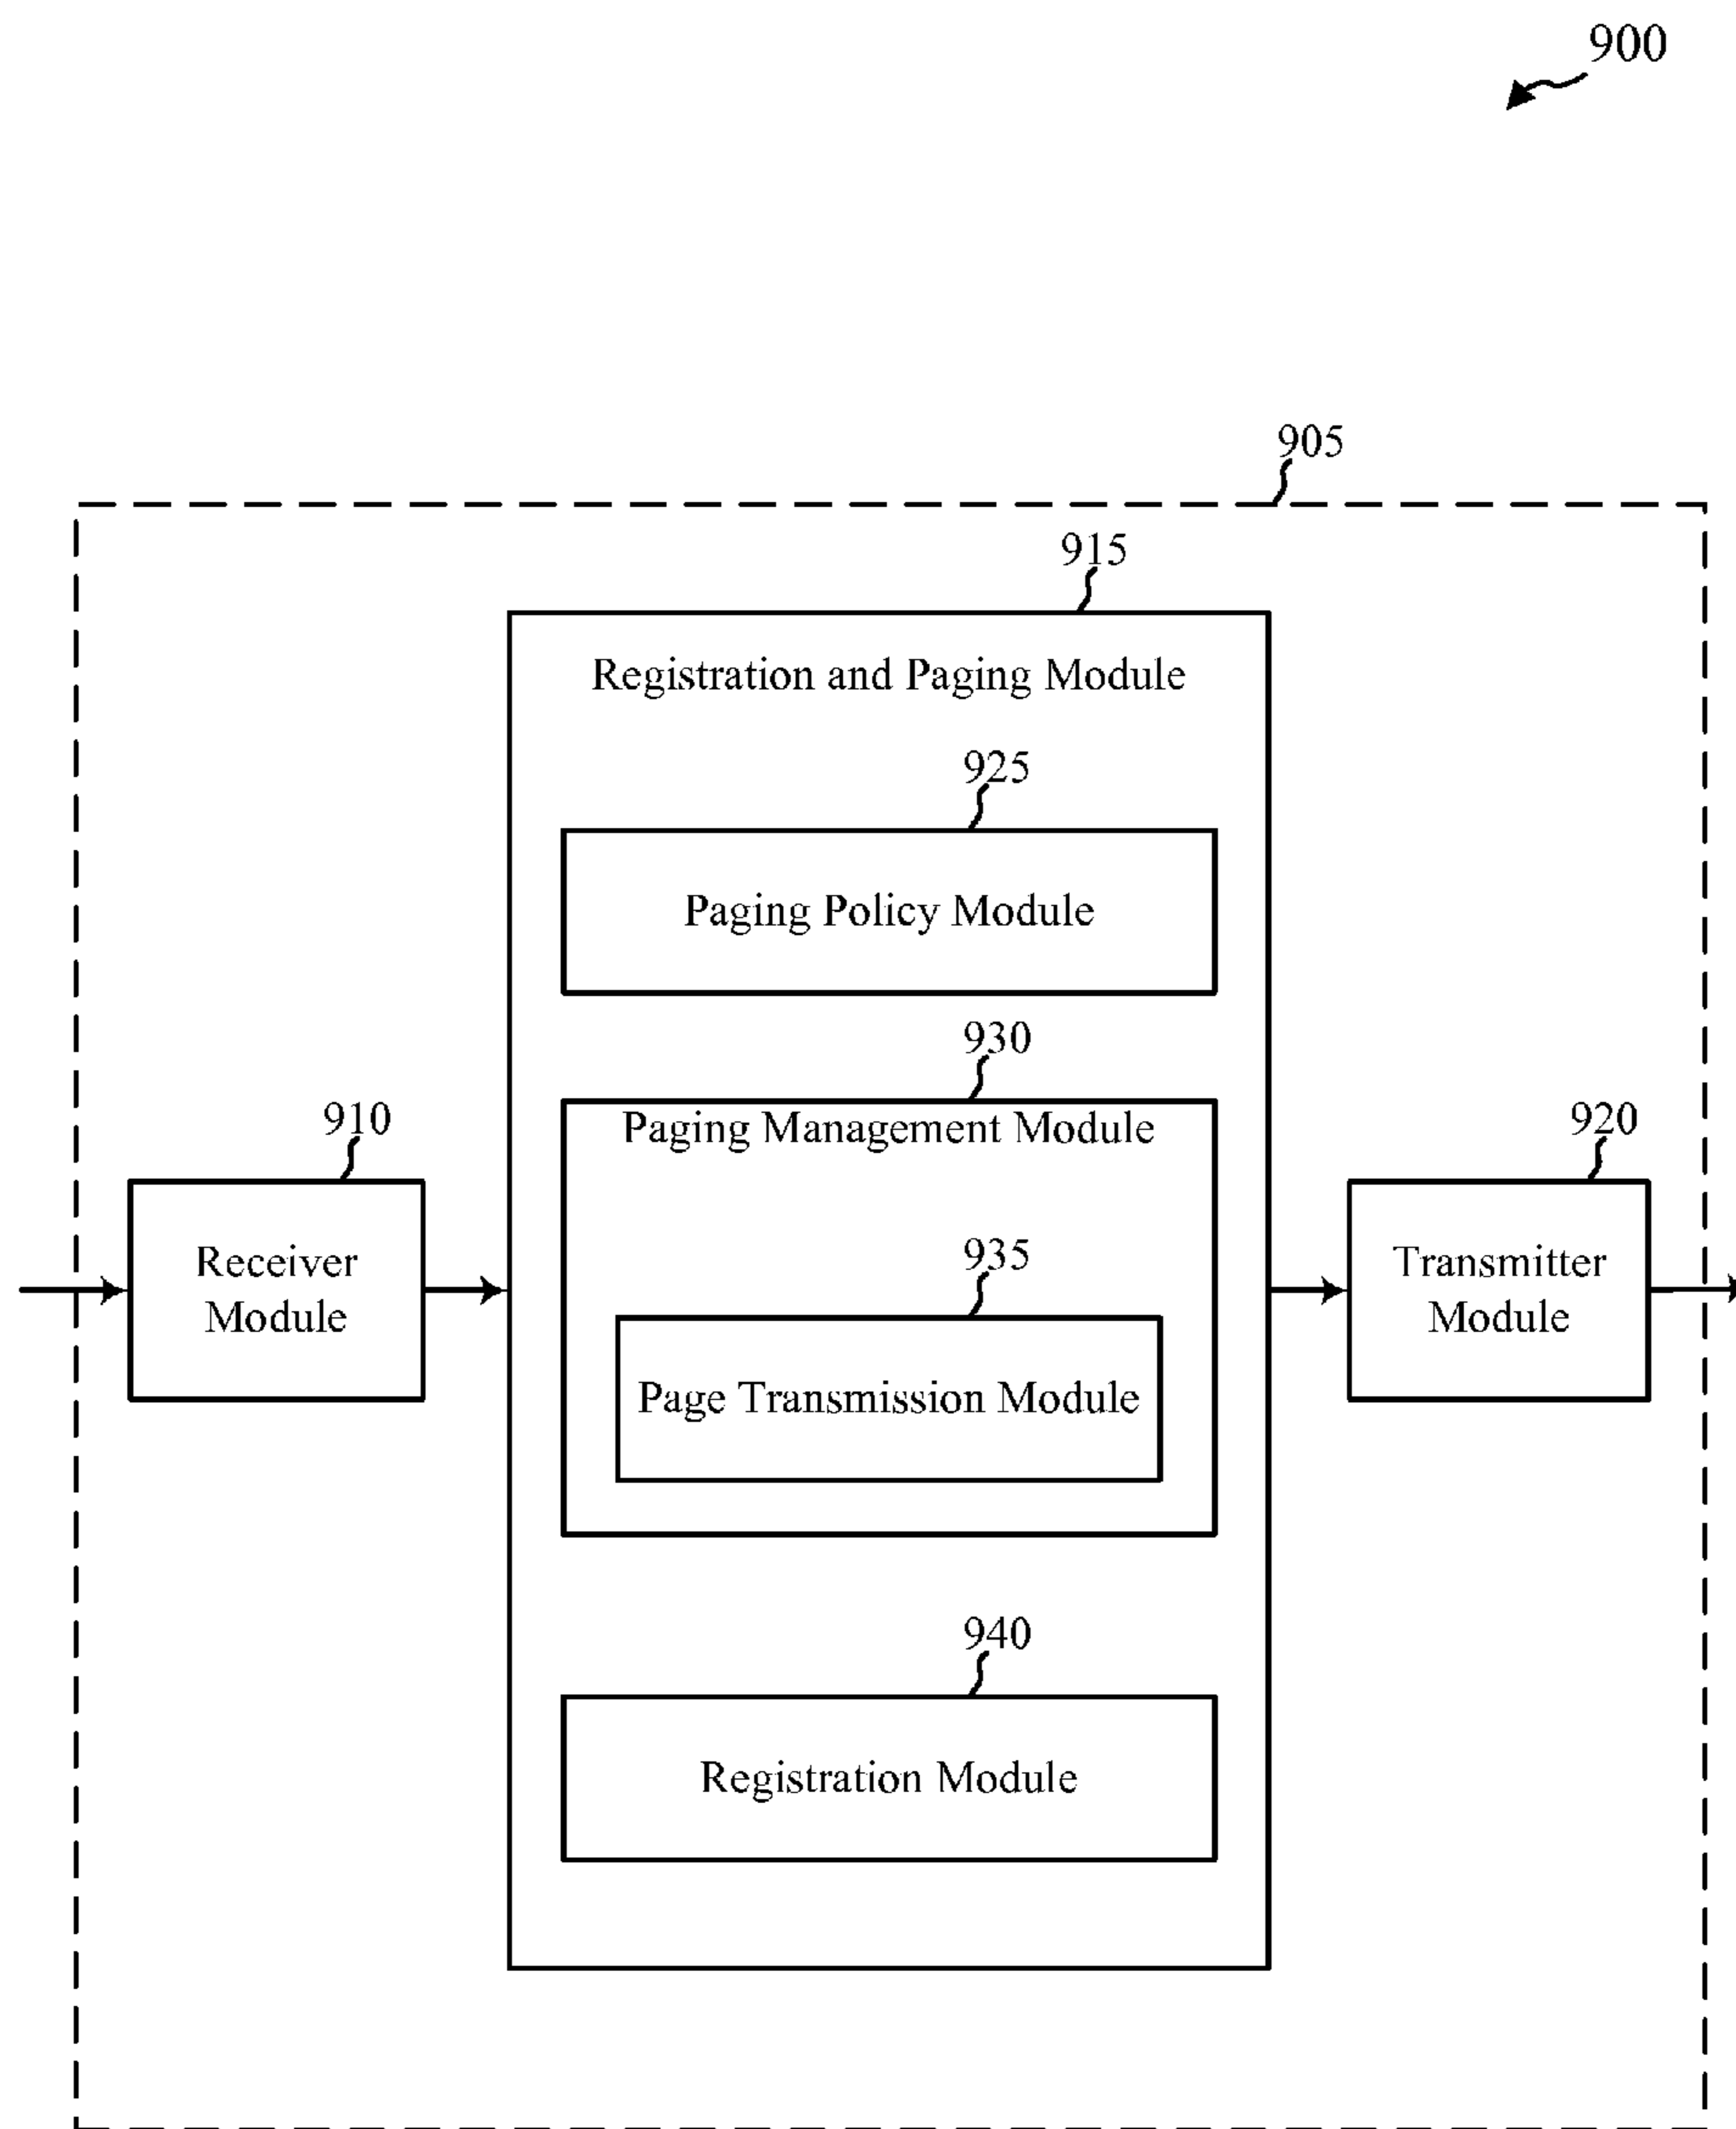 900
905
915
Registration and Paging Module
925
Paging Policy Module
930
Paging Management Module
910
920
935
Receiver
Module
Page Transmission Module
Transmitter
Module
940
Registration Module